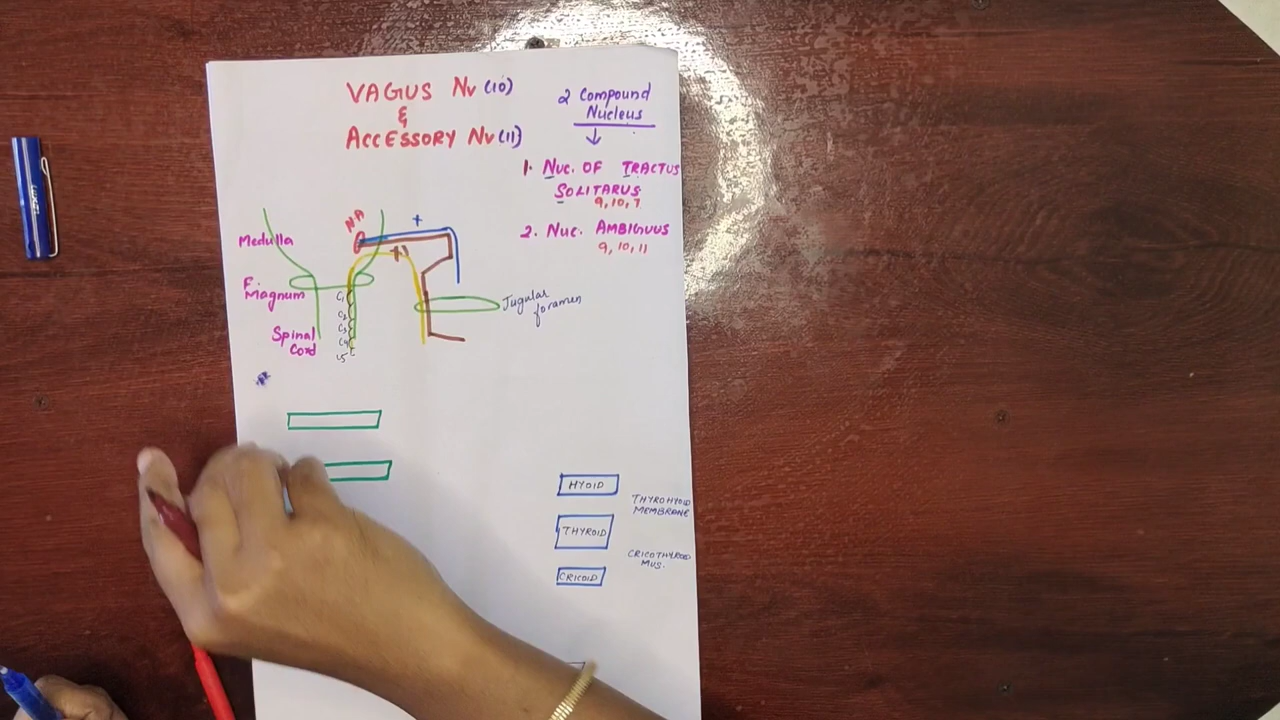 VAGUS Nv (10)
&
ACCESSORY Nv (11)
2 Compound
Nucleus
1. Nuc. OF TRACTUS
SOLITARUS
9, 10, 7
2. Nuc. AMBIGUUS
9, 10, 11
NA
+
Medulla
F. Magnum
Spinal
Cord
C1
C2
C3
C4
C5
Jugular
foramen
HYOID
THYROHYOID
MEMBRANE
THYROID
CRICOTHYROID
MUS.
CRICOID